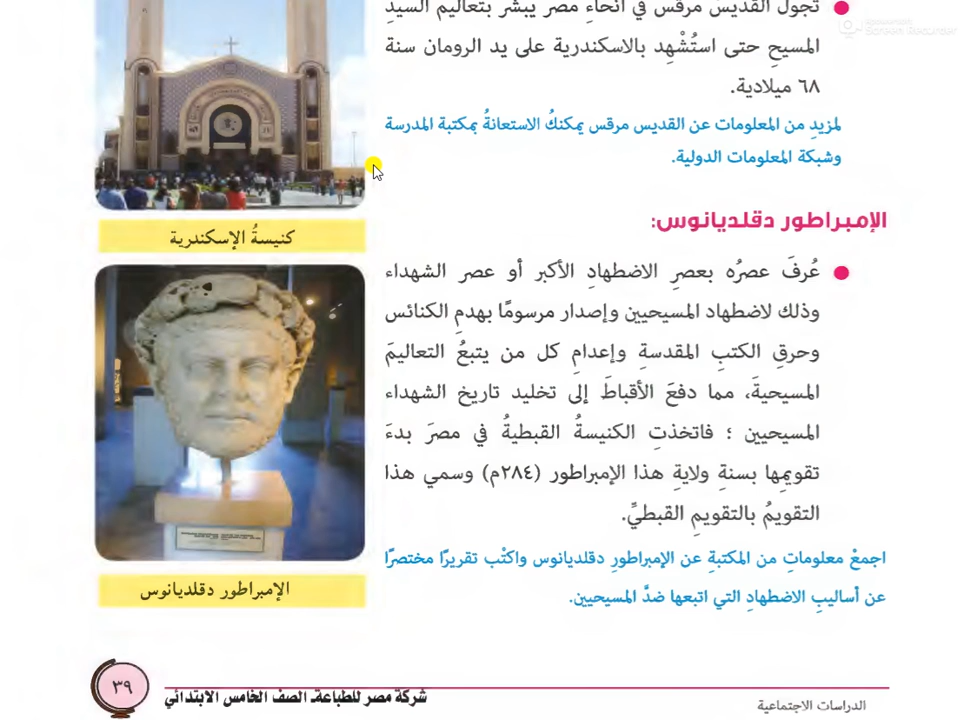 تجول القديس مرقس في أنحاءِ مصر يبشر بتعاليم السيدِ
المسيحِ حتى استُشْهِد بالاسكندرية على يد الرومان سنة
٦٨ ميلادية.
لمزيدِ من المعلومات عن القديس مرقس يمكنكُ الاستعانةُ بمكتبة المدرسة
وشبكة المعلومات الدولية.
كنيسةُ الإسكندرية
الإمبراطور دقلديانوس:
عُرفَ عصرُه بعصرِ الاضطهادِ الأكبر أو عصر الشهداء
وذلك لاضطهاد المسيحيين وإصدار مرسومًا بهدمِ الكنائس
وحرقِ الكتبِ المقدسةِ وإعدامِ كل من يتبعُ التعاليمَ
المسيحيةَ، مما دفعَ الأقباطَ إلى تخليد تاريخ الشهداء
المسيحيين ؛ فاتخذتِ الكنيسةُ القبطيةُ في مصرَ بدءَ
تقويمِها بسنةِ ولايةِ هذا الإمبراطور (٢٨٤م) وسمي هذا
التقويمُ بالتقويمِ القبطيِّ.
الإمبراطور دقلديانوس
اجمعْ معلوماتٍ من المكتبةِ عن الإمبراطورِ دقلديانوس واكتْب تقريرًا مختصرًا
عن أساليبِ الاضطهادِ التي اتبعها ضدَّ المسيحيين.
شركة مصر للطباعة. الصف الخامس الابتدائي
٣٩
الدراسات الاجتماعية
Screen Recorder